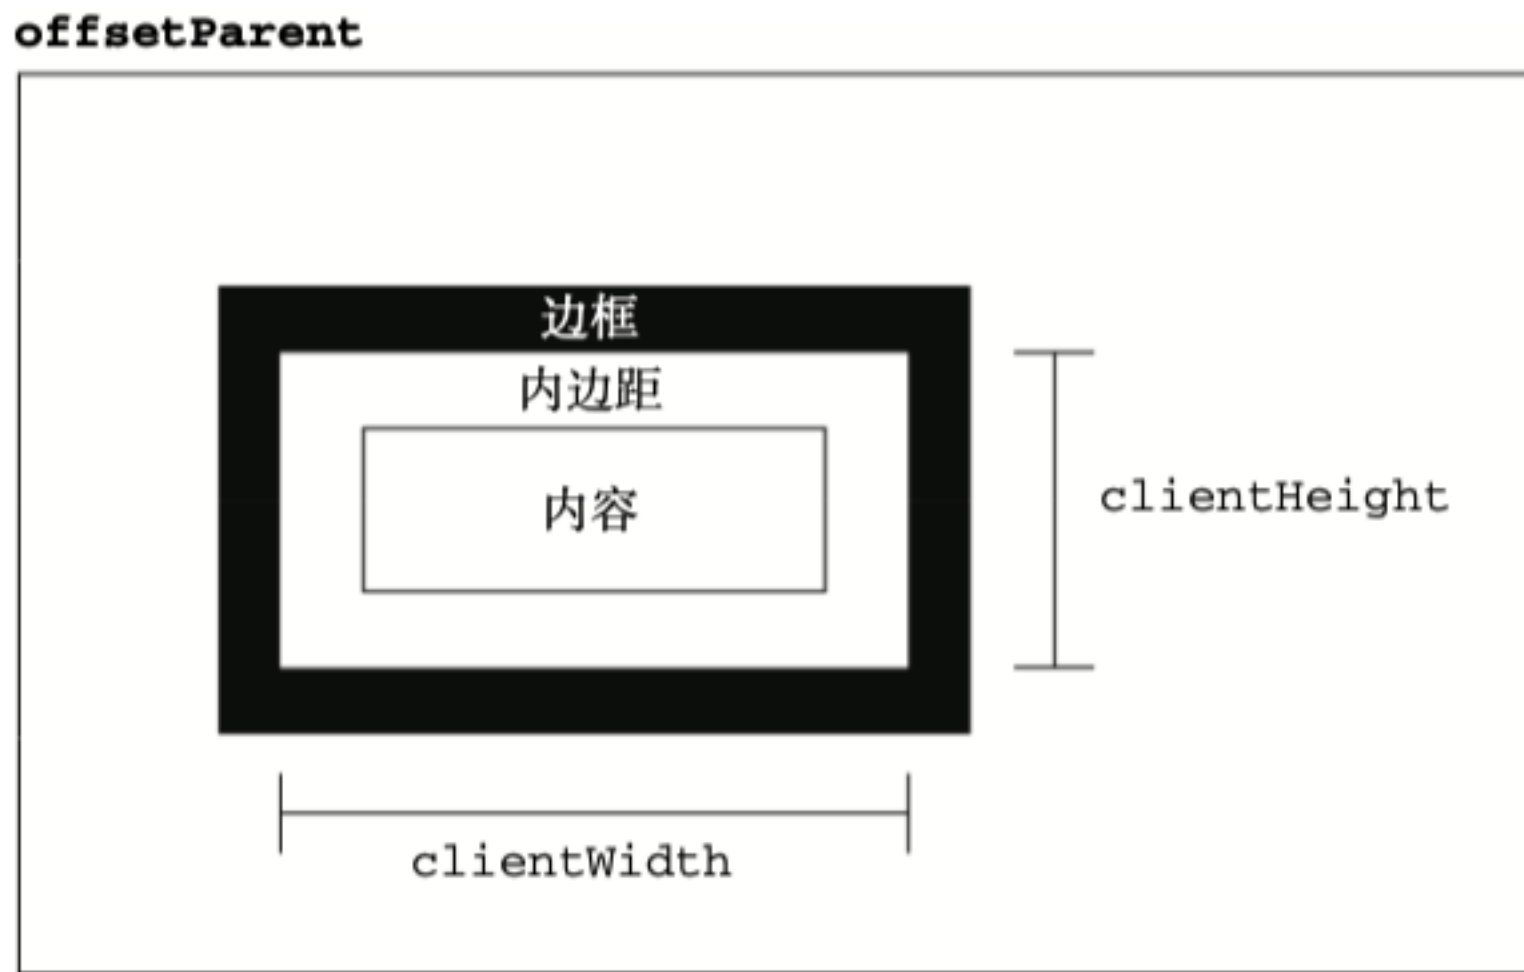 offsetParent
边框
内边距
内容
clientHeight
clientWidth